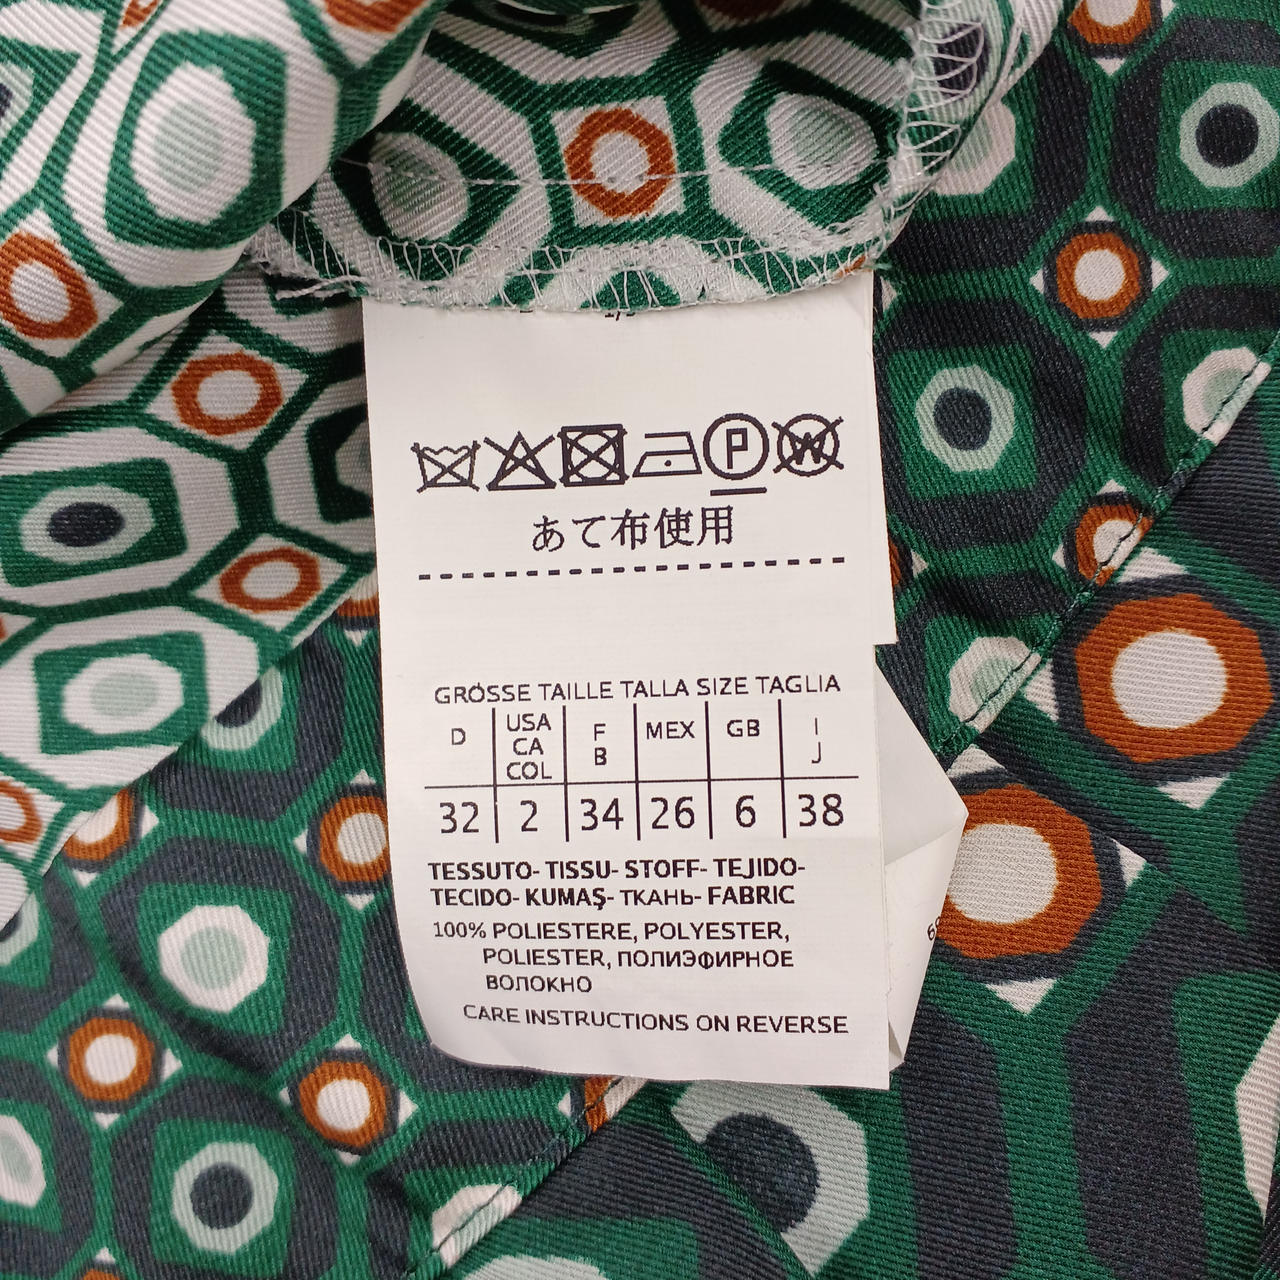 あて布使用
GRÖSSE TAILLE TALLA SIZE TAGLIA
D USA CA COL F B MEX GB I J
32 2 34 26 6 38
TESSUTO- TISSU- STOFF- TEJIDO-
TECIDO- KUMAŞ- ТКАНЬ- FABRIC
100% POLIESTERE, POLYESTER,
POLIESTER, ПОЛИЭФИРНОЕ
ВОЛОКНО
CARE INSTRUCTIONS ON REVERSE